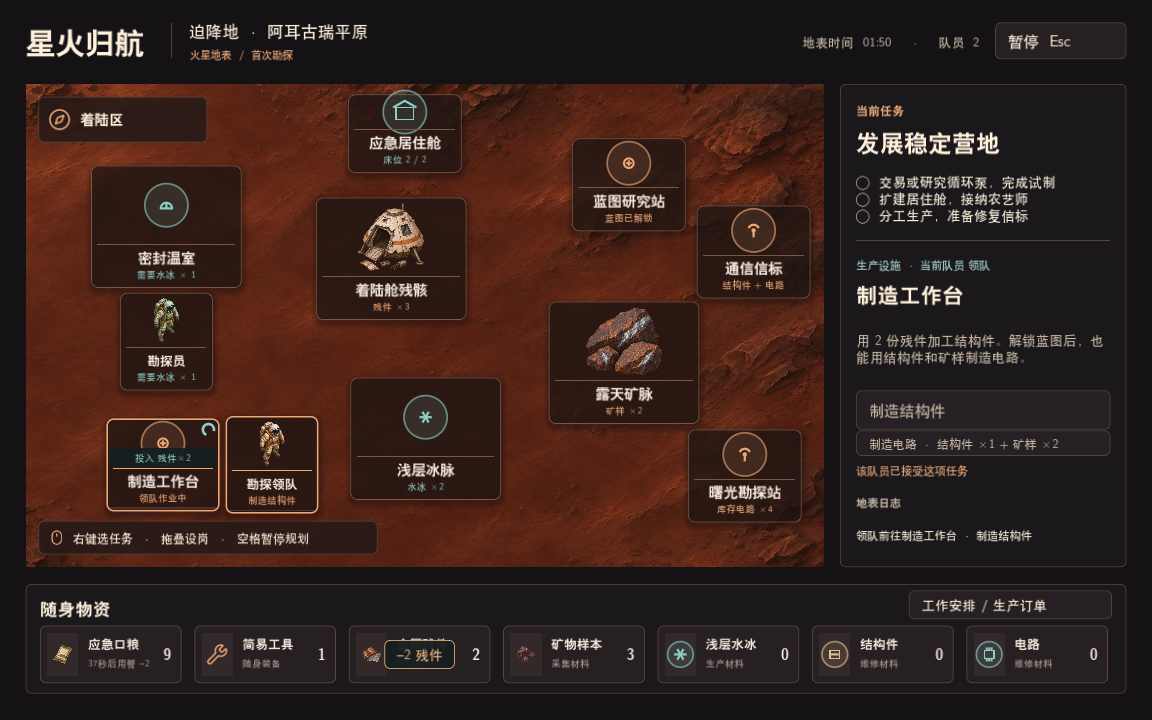 星火归航
迫降地 · 阿耳古瑞平原
火星地表 / 首次勘探
地表时间 01:50 · 队员 2
暂停 Esc
着陆区
应急居住舱
床位 2 / 2
密封温室
需要水冰 × 1
勘探员
需要水冰 × 1
着陆舱残骸
残件 ×3
蓝图研究站
蓝图已解锁
通信信标
结构件 + 电路
露天矿脉
矿样 ×2
投入 残件×2
制造工作台
领队作业中
勘探领队
制造结构件
浅层冰脉
水冰 ×2
曙光勘探站
库存电路 ×4
右键选任务 · 拖叠设岗 · 空格暂停规划
当前任务
发展稳定营地
交易或研究循环泵，完成试制
扩建居住舱，接纳农艺师
分工生产，准备修复信标
生产设施 · 当前队员 领队
制造工作台
用 2 份残件加工结构件。解锁蓝图后，也
能用结构件和矿样制造电路。
制造结构件
制造电路 · 结构件 ×1 + 矿样 ×2
该队员已接受这项任务
地表日志
领队前往制造工作台 · 制造结构件
随身物资
工作安排 / 生产订单
应急口粮
37秒后用餐 −2
9
简易工具
随身装备
1
−2 残件
2
矿物样本
采集材料
3
浅层水冰
生产材料
0
结构件
维修材料
0
电路
维修材料
0